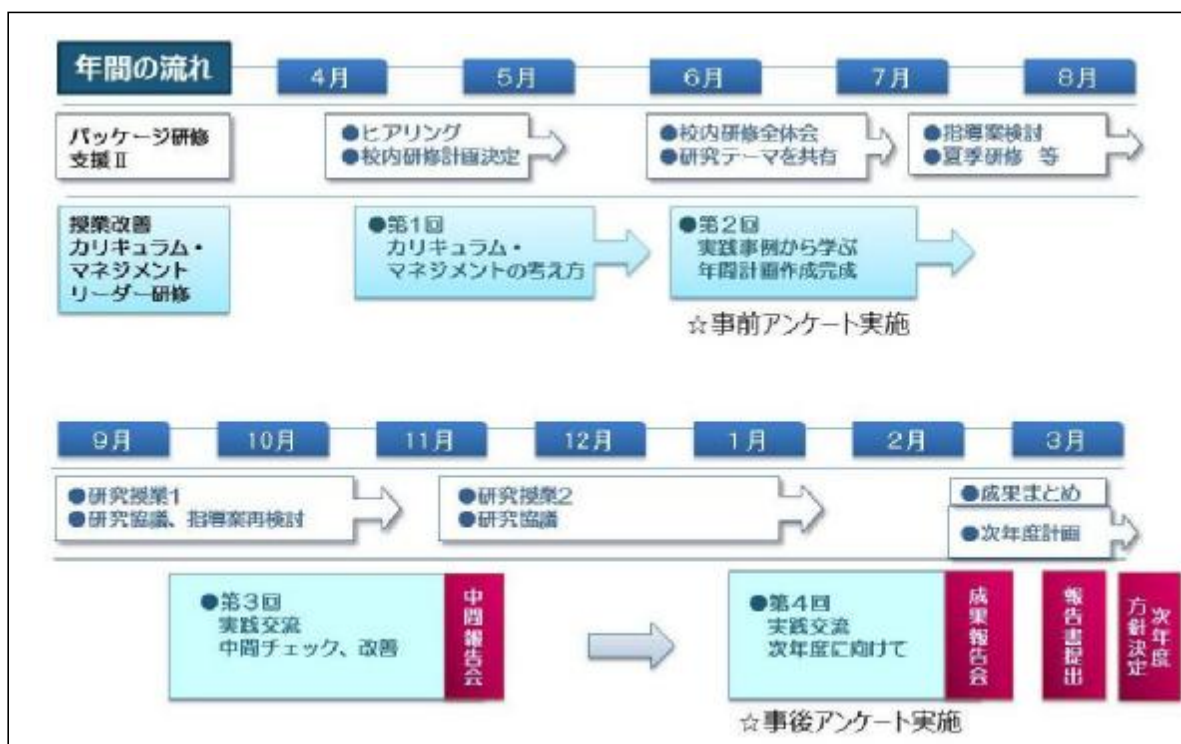 年間の流れ
4月
5月
6月
7月
8月
パッケージ研修
支援Ⅱ
●ヒアリング
●校内研修計画決定
●校内研修全体会
●研究テーマを共有
●指導案検討
●夏季研修 等
授業改善
カリキュラム・
マネジメント
リーダー研修
●第1回
カリキュラム・
マネジメントの考え方
●第2回
実践事例から学ぶ
年間計画作成完成
☆事前アンケート実施
9月
10月
11月
12月
1月
2月
3月
●研究授業1
●研究協議、指導案再検討
●研究授業2
●研究協議
●成果まとめ
●次年度計画
●第3回
実践交流
中間チェック、改善
中間報告会
●第4回
実践交流
次年度に向けて
成果報告会
報告書提出
次年度
方針決定
☆事後アンケート実施